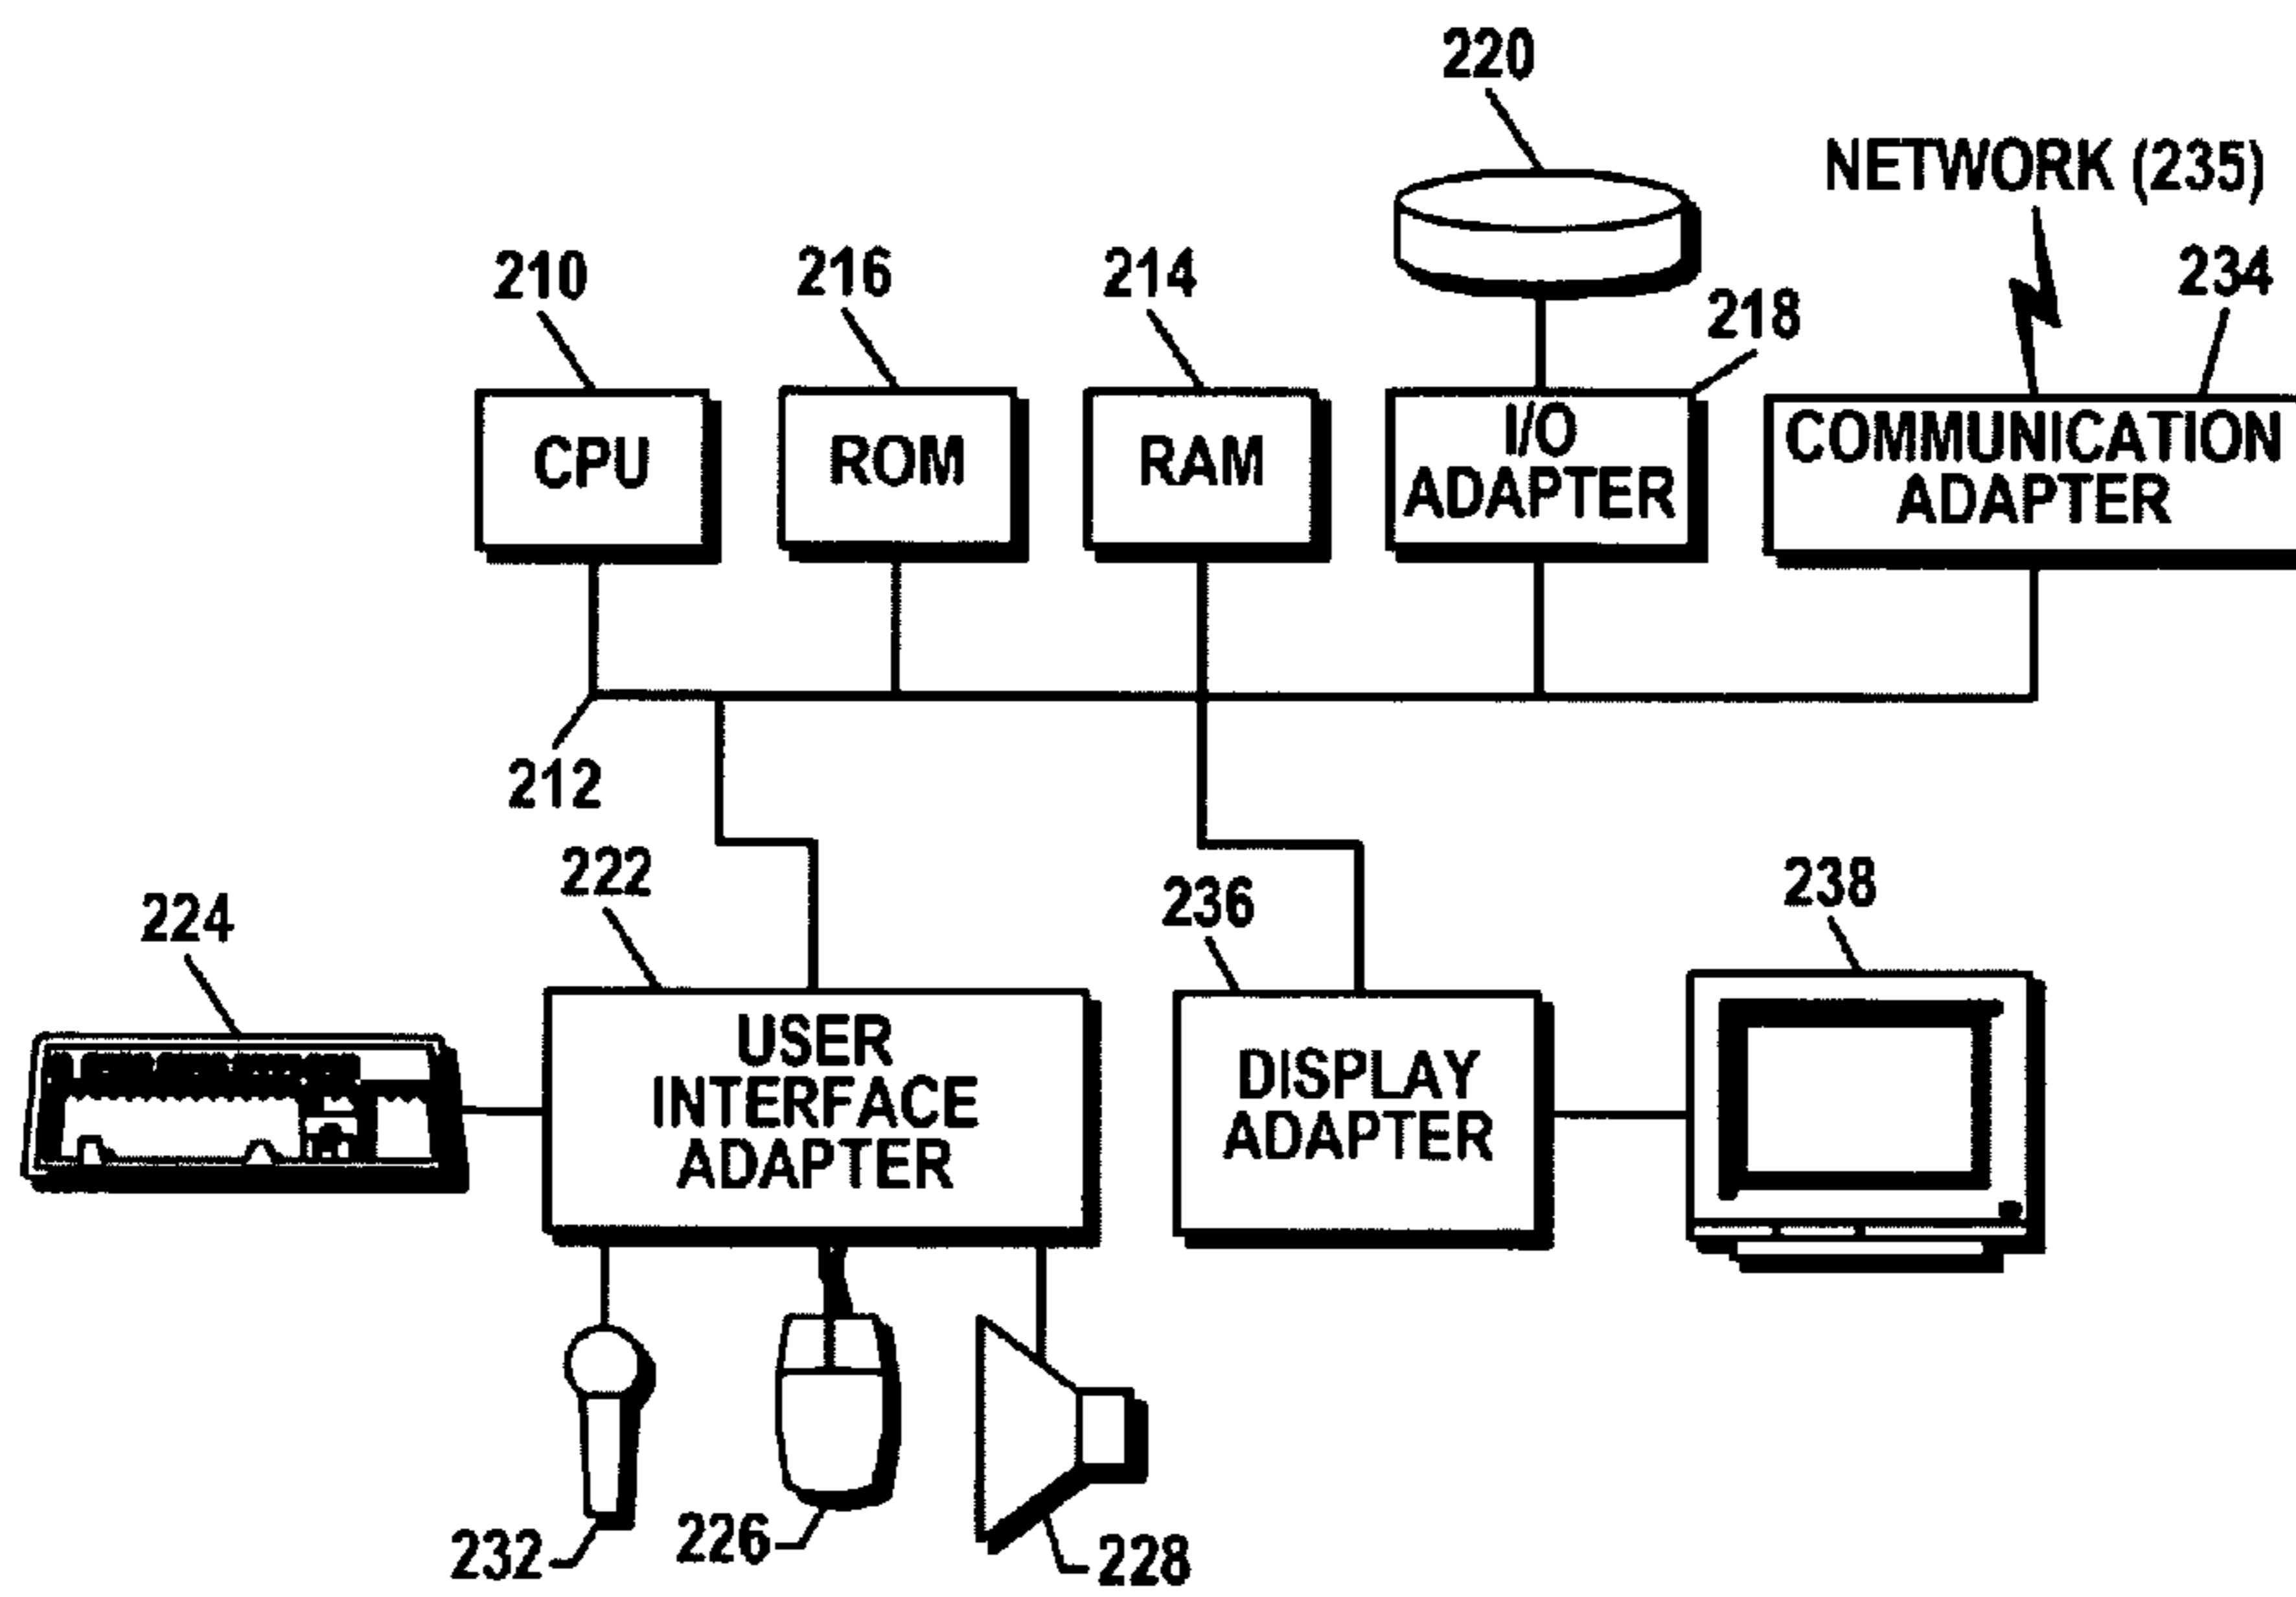 220
NETWORK (235)
210
216
214
218
234
CPU
ROM
RAM
I/O
ADAPTER
COMMUNICATION
ADAPTER
212
222
224
236
238
USER
INTERFACE
ADAPTER
DISPLAY
ADAPTER
232
226
228